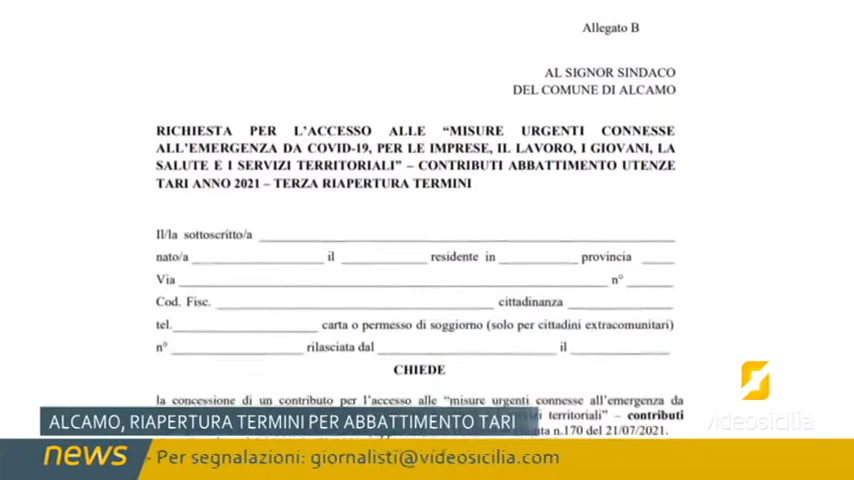 Allegato B
AL SIGNOR SINDACO
DEL COMUNE DI ALCAMO
RICHIESTA PER L'ACCESSO ALLE “MISURE URGENTI CONNESSE
ALL'EMERGENZA DA COVID-19, PER LE IMPRESE, IL LAVORO, I GIOVANI, LA
SALUTE E I SERVIZI TERRITORIALI” – CONTRIBUTI ABBATTIMENTO UTENZE
TARI ANNO 2021 – TERZA RIAPERTURA TERMINI
Il/la sottoscritto/a
nato/a il residente in provincia
Via n°
Cod. Fisc. cittadinanza
tel. carta o permesso di soggiorno (solo per cittadini extracomunitari)
n° rilasciata dal il
CHIEDE
la concessione di un contributo per l'accesso alle “misure urgenti connesse all'emergenza da
territoriali” – contributi
n.170 del 21/07/2021.
ALCAMO, RIAPERTURA TERMINI PER ABBATTIMENTO TARI
videosicilia
news - Per segnalazioni: giornalisti@videosicilia.com